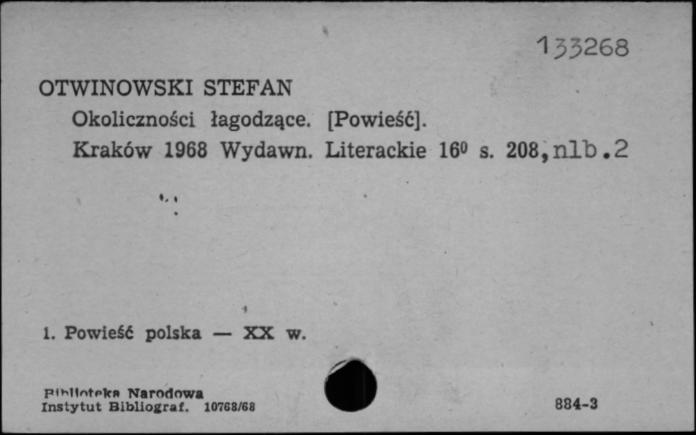 133268
OTWINOWSKI STEFAN
Okoliczności łagodzące. [Powieść].
Kraków 1968 Wydawn. Literackie 16⁰ s. 208, nlb.2
1. Powieść polska — XX w.
Biblioteka Narodowa
Instytut Bibliograf. 10768/68
884-3